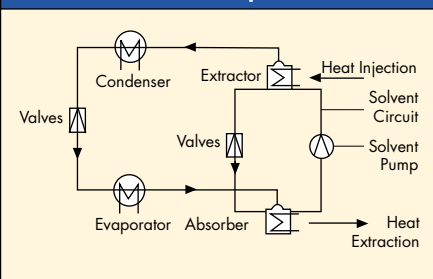 Condenser
Extractor
Heat Injection
Solvent
Circuit
Valves
Valves
Solvent
Pump
Evaporator
Absorber
Heat
Extraction